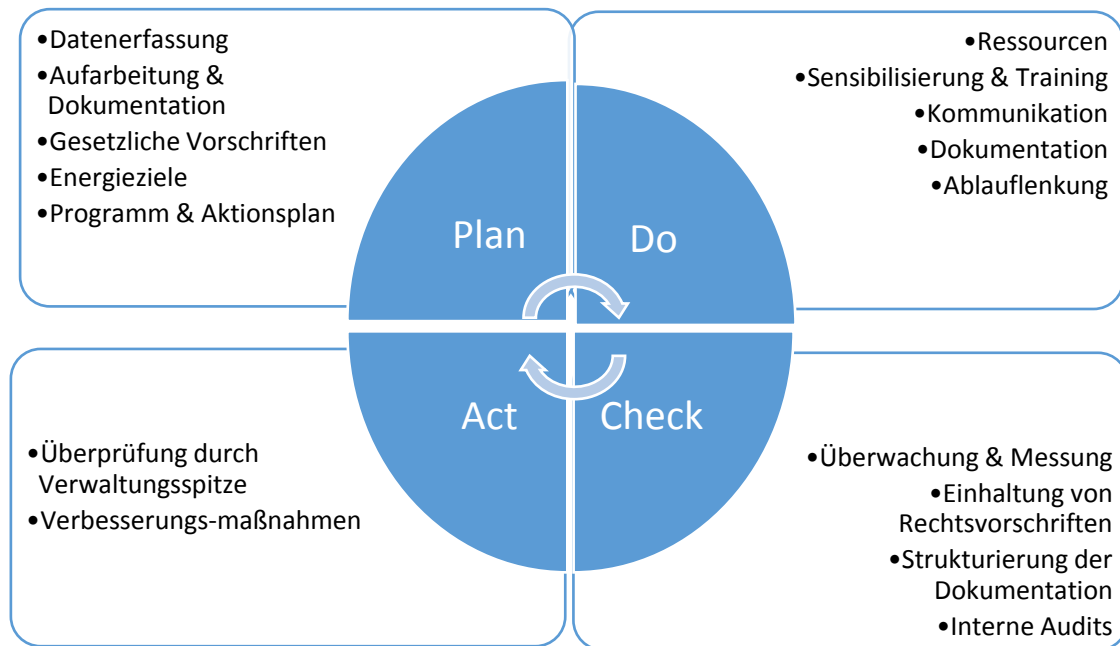 •Datenerfassung
•Aufarbeitung &
Dokumentation
•Gesetzliche Vorschriften
•Energieziele
•Programm & Aktionsplan
•Ressourcen
•Sensibilisierung & Training
•Kommunikation
•Dokumentation
•Ablauflenkung
Plan
Do
Act
Check
•Überprüfung durch
Verwaltungsspitze
•Verbesserungs-maßnahmen
•Überwachung & Messung
•Einhaltung von
Rechtsvorschriften
•Strukturierung der
Dokumentation
•Interne Audits